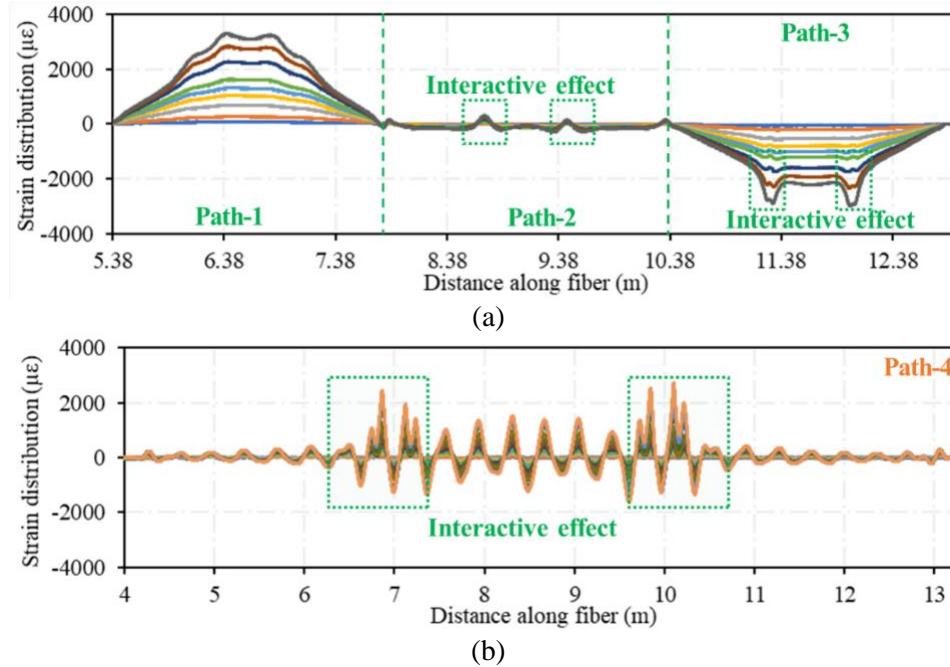 4000
2000
0
-2000
-4000
Strain distribution (με)
Path-3
Interactive effect
Path-1
Path-2
Interactive effect
5.38 6.38 7.38 8.38 9.38 10.38 11.38 12.38
Distance along fiber (m)
(a)
4000
2000
0
-2000
-4000
Strain distribution (με)
Path-4
Interactive effect
4 5 6 7 8 9 10 11 12 13
Distance along fiber (m)
(b)